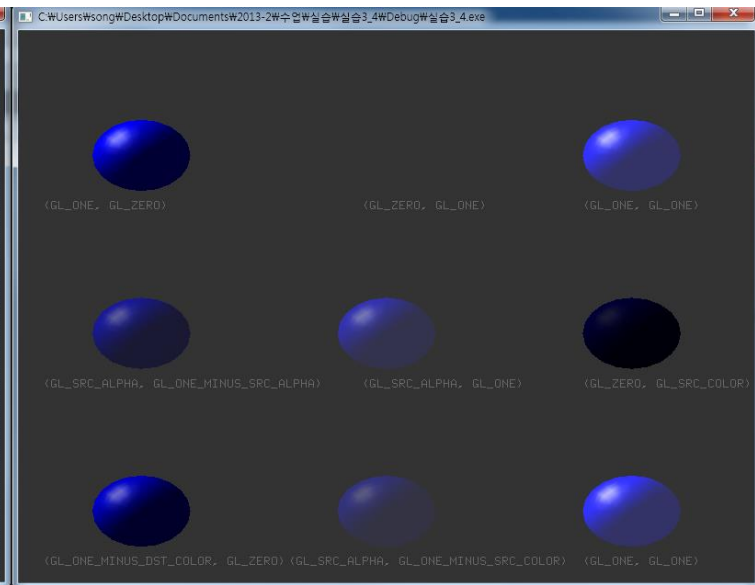 C:₩Users₩song₩Desktop₩Documents₩2013-2₩수업₩실습₩실습3_4₩Debug₩실습3_4.exe
(GL_ONE, GL_ZERO) (GL_ZERO, GL_ONE) (GL_ONE, GL_ONE)
(GL_SRC_ALPHA, GL_ONE_MINUS_SRC_ALPHA) (GL_SRC_ALPHA, GL_ONE) (GL_ZERO, GL_SRC_COLOR)
(GL_ONE_MINUS_DST_COLOR, GL_ZERO) (GL_SRC_ALPHA, GL_ONE_MINUS_SRC_COLOR) (GL_ONE, GL_ONE)